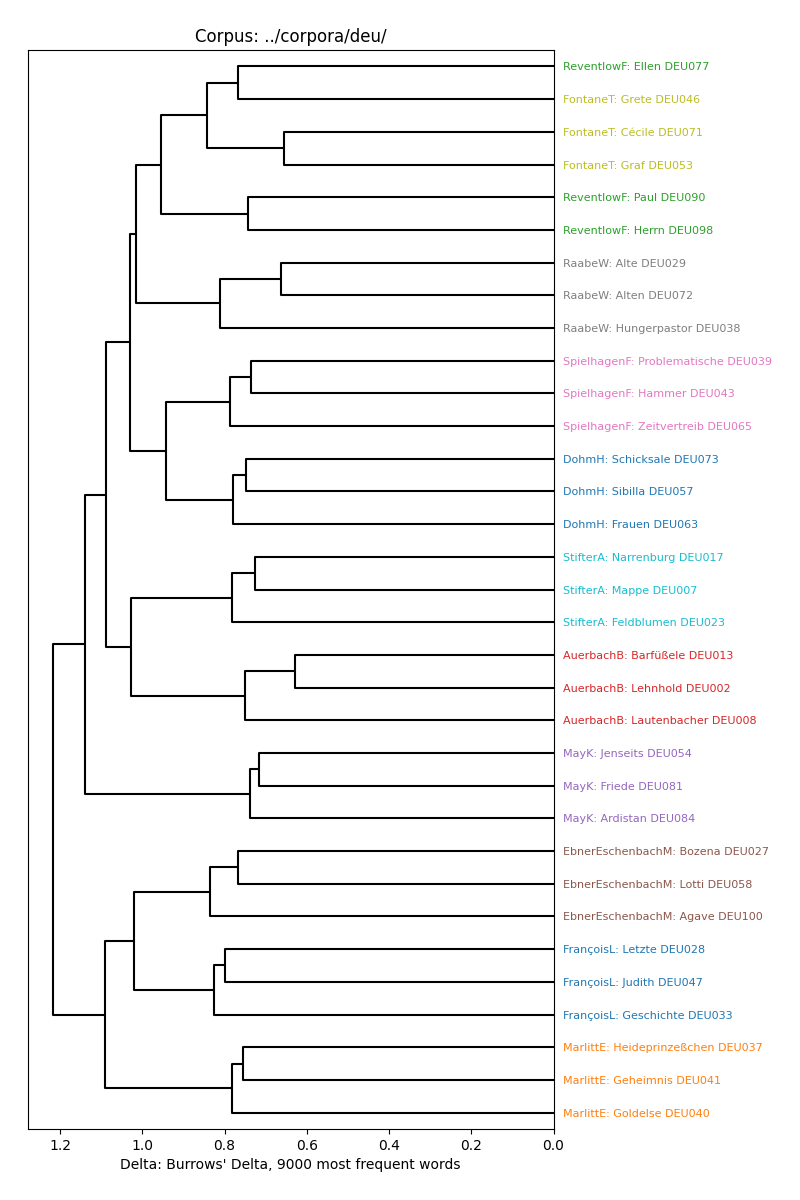 Corpus: ../corpora/deu/
ReventlowF: Ellen DEU077
FontaneT: Grete DEU046
FontaneT: Cécile DEU071
FontaneT: Graf DEU053
ReventlowF: Paul DEU090
ReventlowF: Herrn DEU098
RaabeW: Alte DEU029
RaabeW: Alten DEU072
RaabeW: Hungerpastor DEU038
SpielhagenF: Problematische DEU039
SpielhagenF: Hammer DEU043
SpielhagenF: Zeitvertreib DEU065
DohmH: Schicksale DEU073
DohmH: Sibilla DEU057
DohmH: Frauen DEU063
StifterA: Narrenburg DEU017
StifterA: Mappe DEU007
StifterA: Feldblumen DEU023
AuerbachB: Barfüßele DEU013
AuerbachB: Lehnhold DEU002
AuerbachB: Lautenbacher DEU008
MayK: Jenseits DEU054
MayK: Friede DEU081
MayK: Ardistan DEU084
EbnerEschenbachM: Bozena DEU027
EbnerEschenbachM: Lotti DEU058
EbnerEschenbachM: Agave DEU100
FrançoisL: Letzte DEU028
FrançoisL: Judith DEU047
FrançoisL: Geschichte DEU033
MarlittE: Heideprinzeßchen DEU037
MarlittE: Geheimnis DEU041
MarlittE: Goldelse DEU040
1.2 1.0 0.8 0.6 0.4 0.2 0.0
Delta: Burrows' Delta, 9000 most frequent words